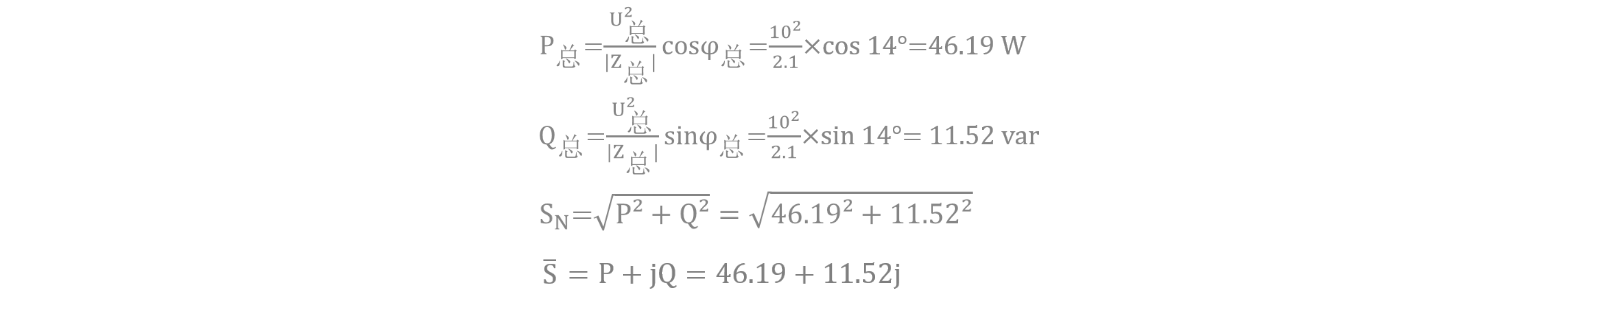 P总=U²总/|Z总| cosφ总=10²/2.1×cos 14°=46.19 W
Q总=U²总/|Z总| sinφ总=10²/2.1×sin 14°= 11.52 var
S_N=√(P² + Q²) = √(46.19² + 11.52²)
S̅ = P + jQ = 46.19 + 11.52j